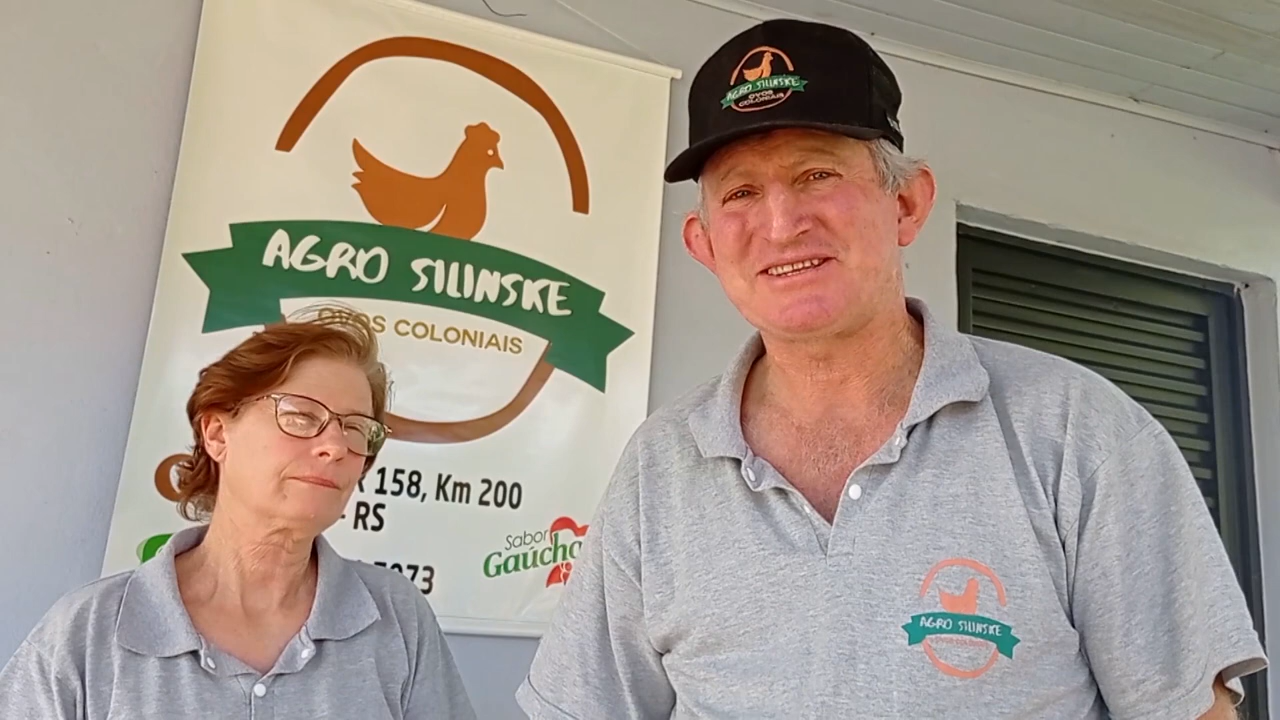 AGRO SILINSKE
OVOS COLONIAIS
158, Km 200
- RS
Sabor
Gaúcho
AGRO SILINSKE
OVOS
COLONIAIS
AGRO SILINSKE